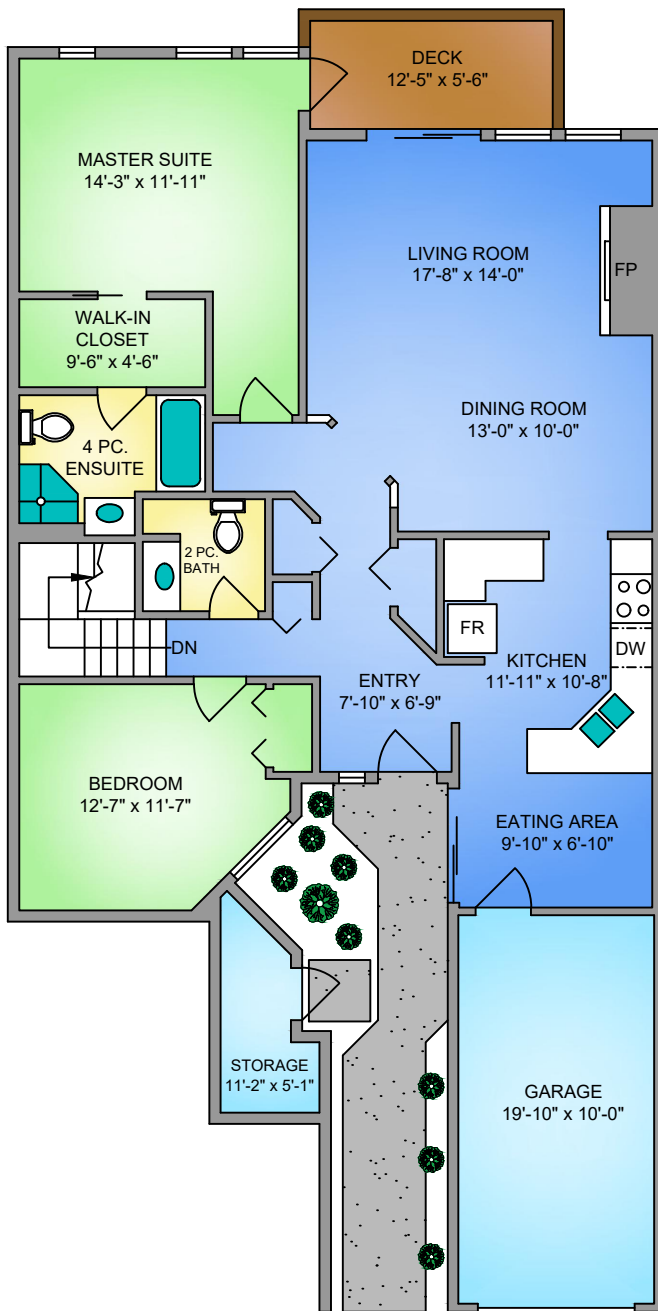 DECK
12'-5" x 5'-6"
MASTER SUITE
14'-3" x 11'-11"
LIVING ROOM
17'-8" x 14'-0"
FP
WALK-IN
CLOSET
9'-6" x 4'-6"
DINING ROOM
13'-0" x 10'-0"
4 PC.
ENSUITE
2 PC.
BATH
FR
DW
DN
KITCHEN
11'-11" x 10'-8"
ENTRY
7'-10" x 6'-9"
BEDROOM
12'-7" x 11'-7"
EATING AREA
9'-10" x 6'-10"
STORAGE
11'-2" x 5'-1"
GARAGE
19'-10" x 10'-0"